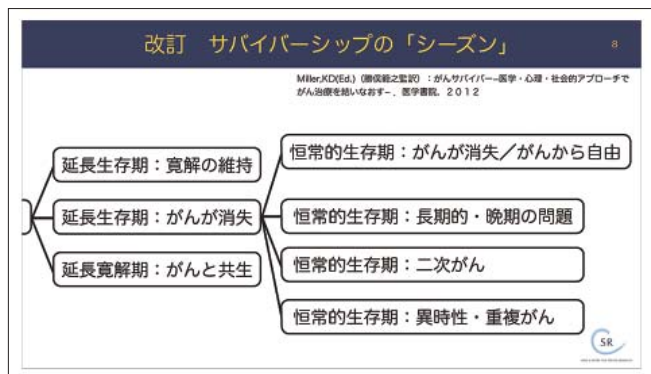 改訂　サバイバーシップの「シーズン」
8
Miller,KD(Ed.)（勝俣範之監訳）：がんサバイバー−医学・心理・社会的アプローチで
がん治療を結いなおす−．医学書院，２０１２
延長生存期：寛解の維持
延長生存期：がんが消失
延長寛解期：がんと共生
恒常的生存期：がんが消失／がんから自由
恒常的生存期：長期的・晩期の問題
恒常的生存期：二次がん
恒常的生存期：異時性・重複がん
SR